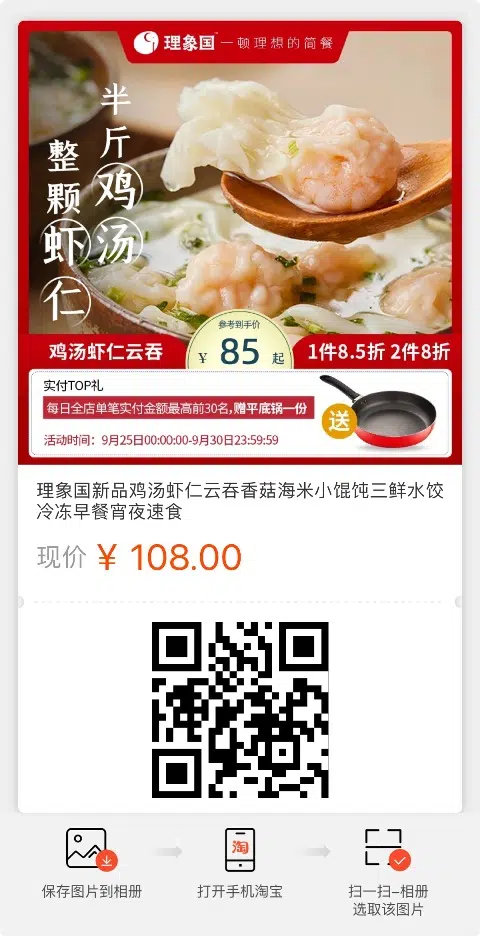 理象国 一顿理想的简餐
半斤鸡汤
整颗虾仁
鸡汤虾仁云吞
参考到手价
¥ 85 起
1件8.5折 2件8折
实付TOP礼
每日全店单笔实付金额最高前30名,赠平底锅一份
活动时间：9月25日00:00:00-9月30日23:59:59
送
理象国新品鸡汤虾仁云吞香菇海米小馄饨三鲜水饺
冷冻早餐宵夜速食
现价 ¥ 108.00
淘
保存图片到相册
打开手机淘宝
扫一扫-相册
选取该图片